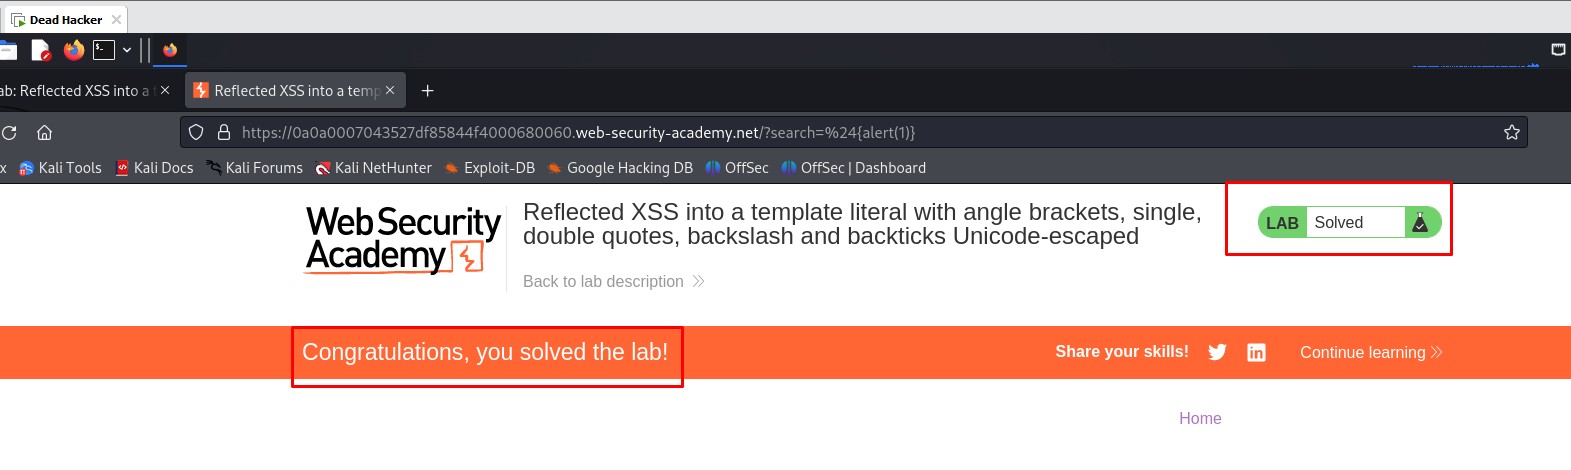 Dead Hacker
ab: Reflected XSS into a t
Reflected XSS into a temp
https://0a0a0007043527df85844f4000680060.web-security-academy.net/?search=%24{alert(1)}
x Kali Tools Kali Docs Kali Forums Kali NetHunter Exploit-DB Google Hacking DB OffSec OffSec | Dashboard
Web Security
Academy
Reflected XSS into a template literal with angle brackets, single,
double quotes, backslash and backticks Unicode-escaped
LAB Solved
Back to lab description
Congratulations, you solved the lab!
Share your skills!
Continue learning
Home